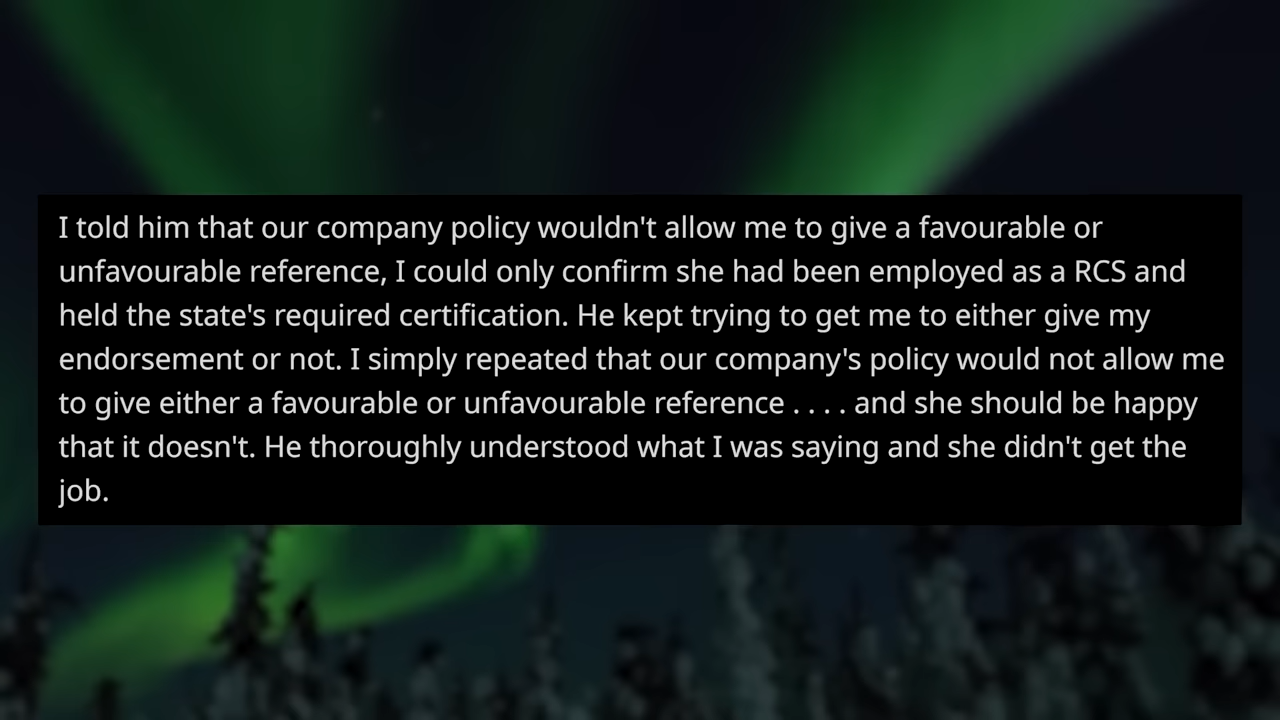 I told him that our company policy wouldn't allow me to give a favourable or
unfavourable reference, I could only confirm she had been employed as a RCS and
held the state's required certification. He kept trying to get me to either give my
endorsement or not. I simply repeated that our company's policy would not allow me
to give either a favourable or unfavourable reference . . . . and she should be happy
that it doesn't. He thoroughly understood what I was saying and she didn't get the
job.